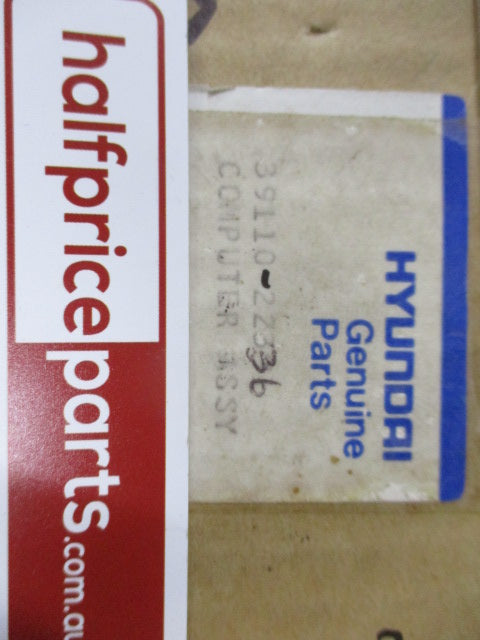 HYUNDAI
Genuine
Parts
39110-22536
COMPUTER ASSY
halfpriceparts.com.au